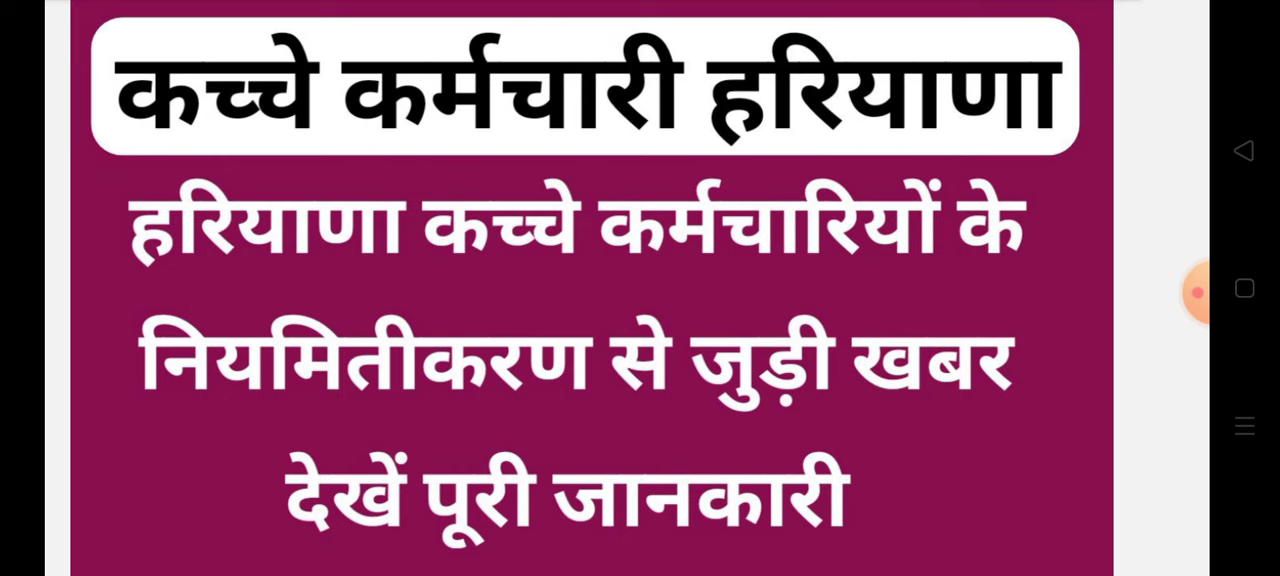 कच्चे कर्मचारी हरियाणा
हरियाणा कच्चे कर्मचारियों के
नियमितीकरण से जुड़ी खबर
देखें पूरी जानकारी